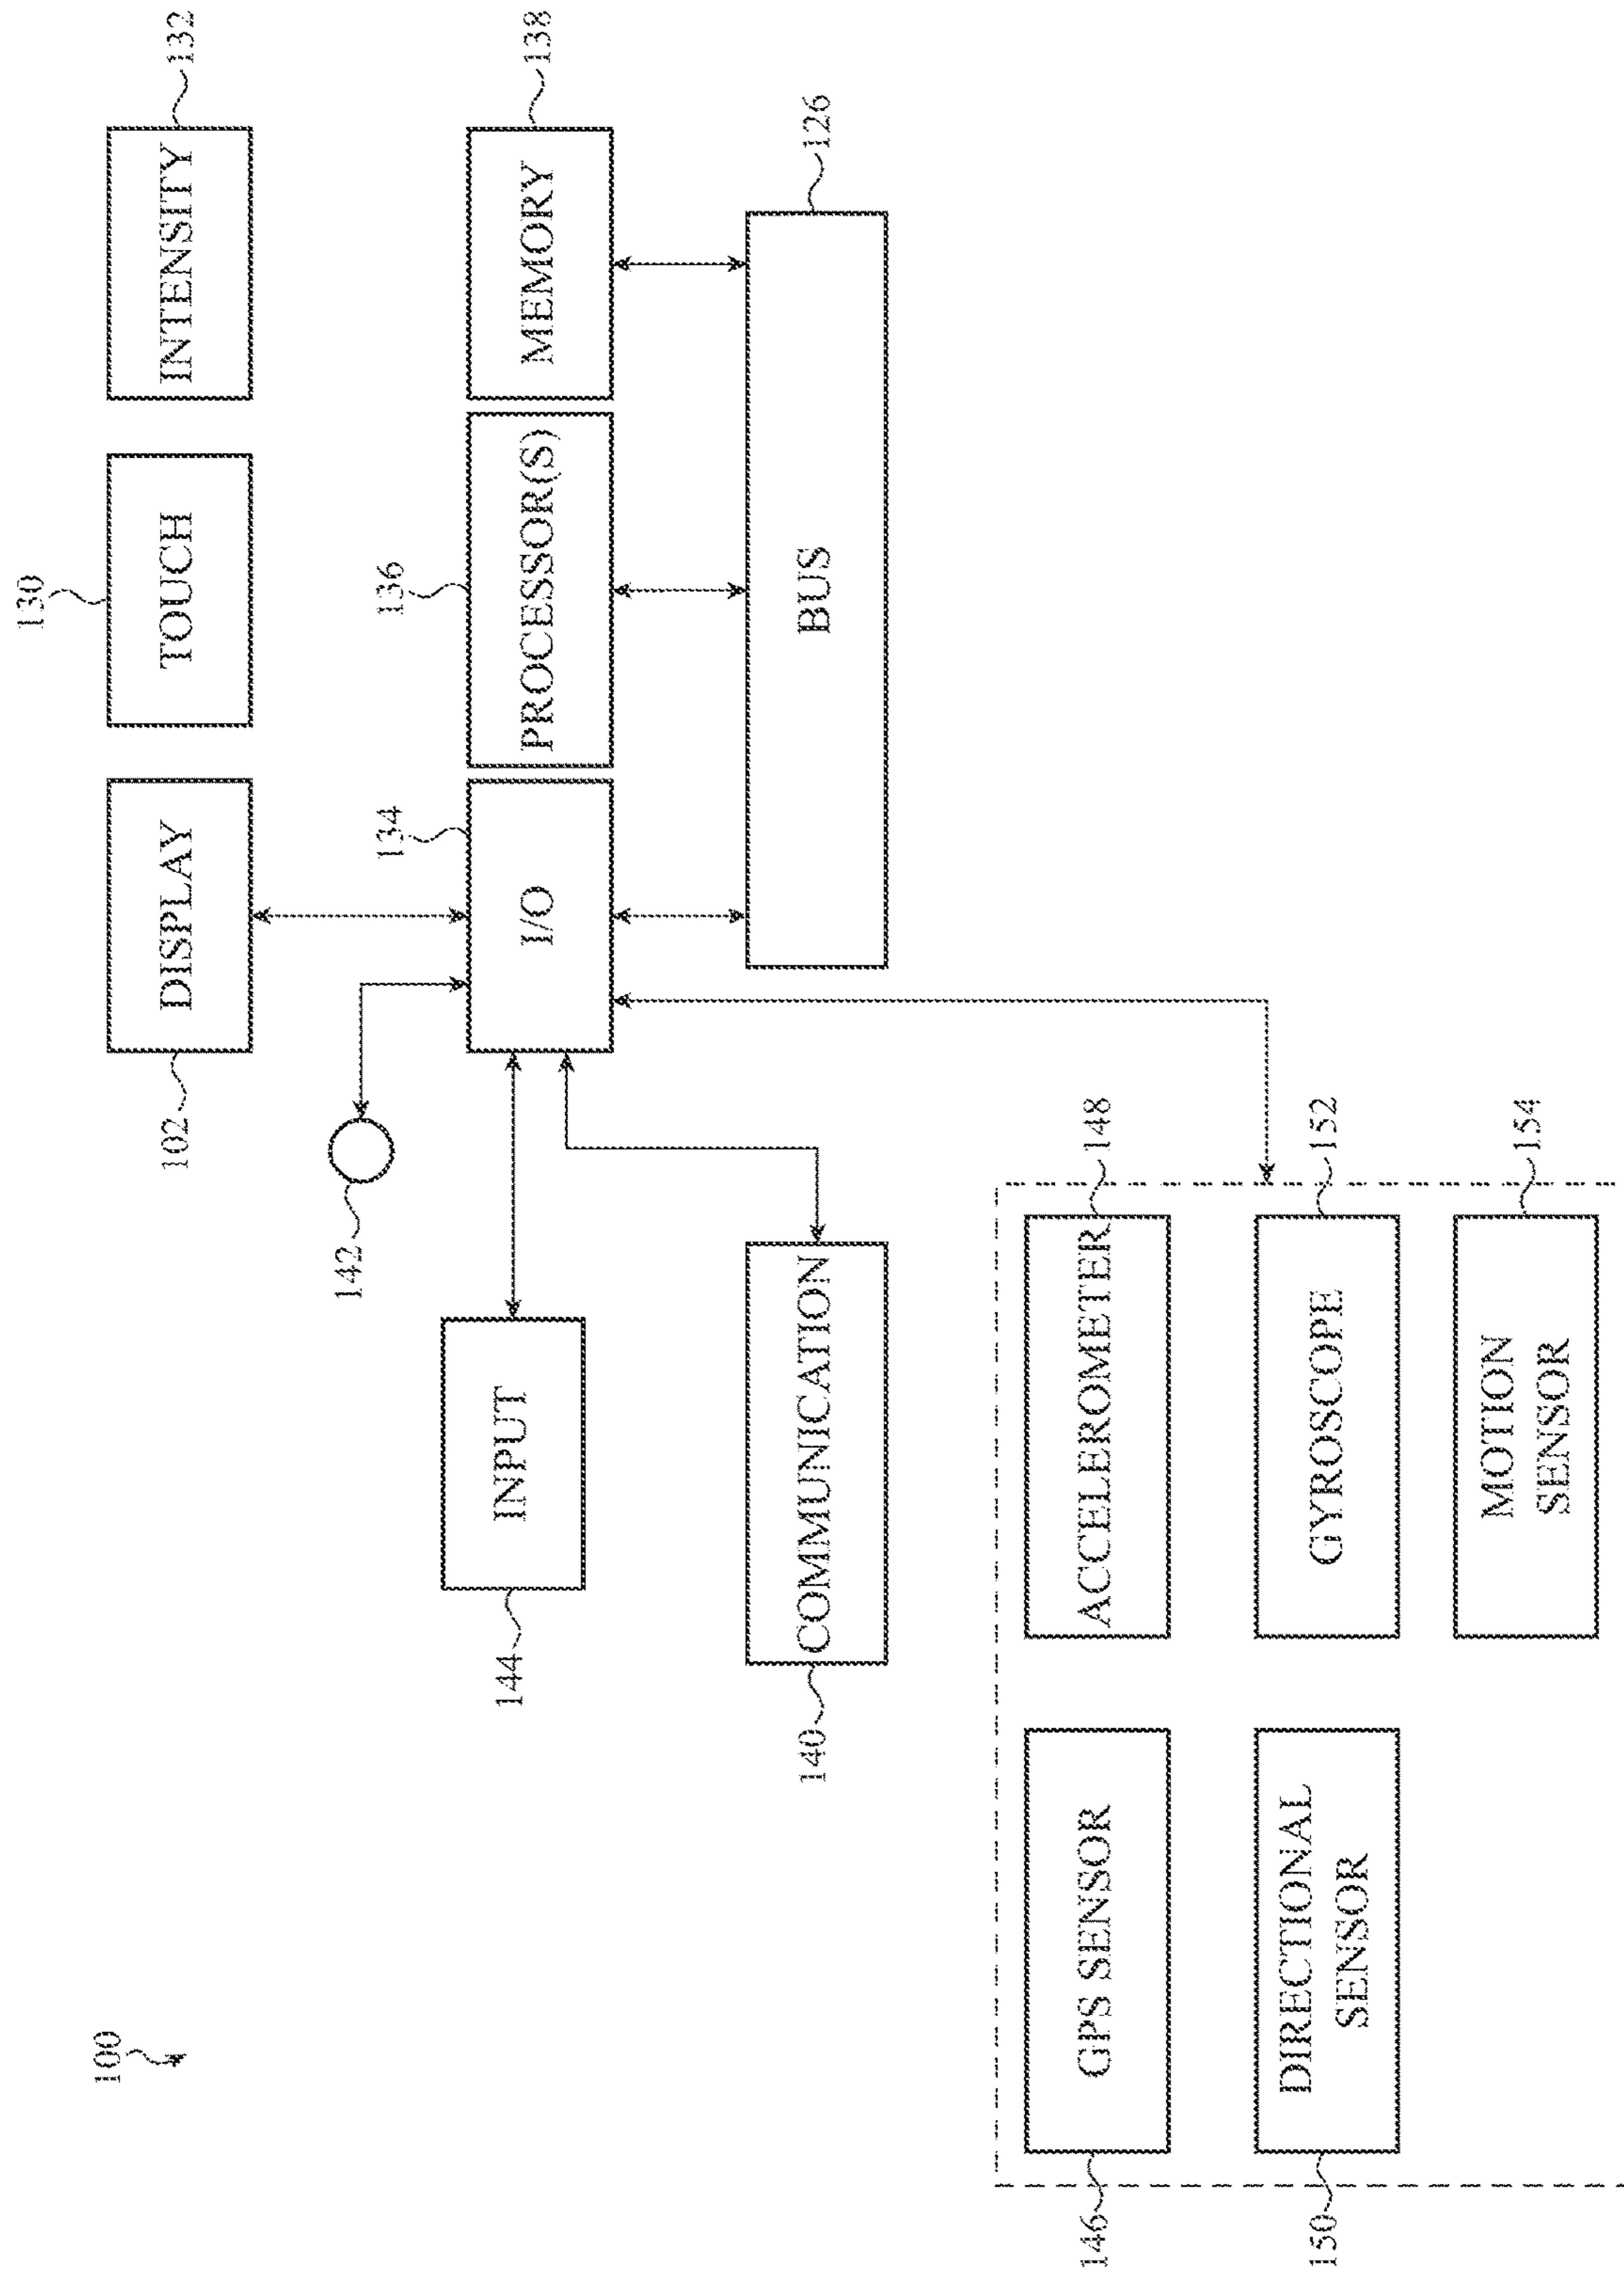 100
102
DISPLAY
130
TOUCH
INTENSITY
132
142
134
136
144
INPUT
I/O
PROCESSOR(S)
MEMORY
138
140
COMMUNICATION
BUS
126
146
GPS SENSOR
ACCELEROMETER
148
150
DIRECTIONAL
SENSOR
GYROSCOPE
152
MOTION
SENSOR
154